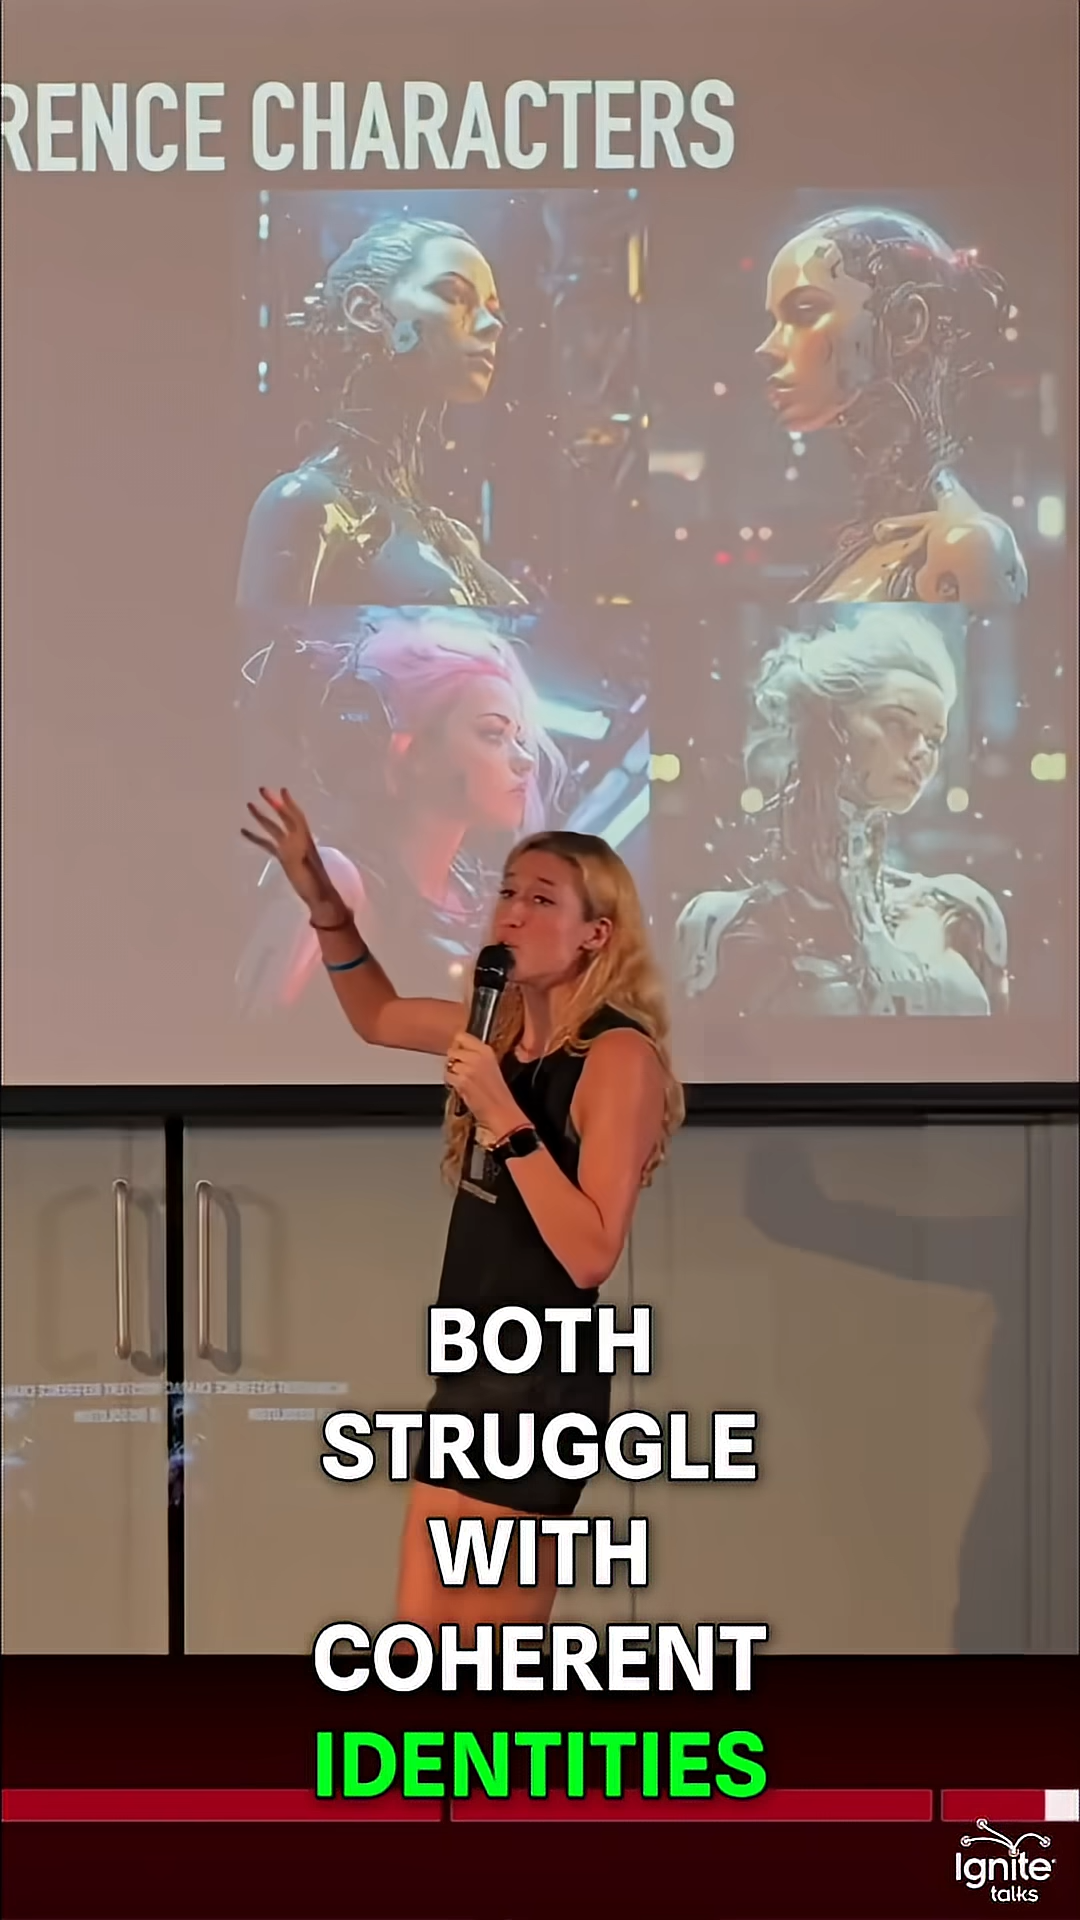 RENCE CHARACTERS
BOTH
STRUGGLE
WITH
COHERENT
IDENTITIES
Ignite
talks